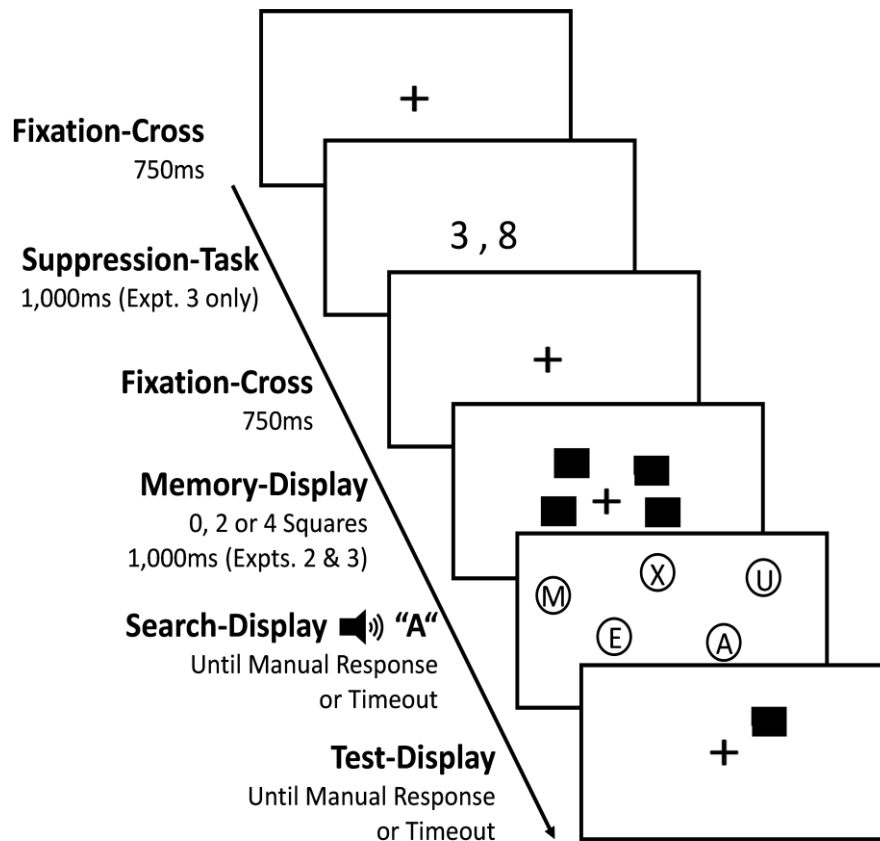 +
Fixation-Cross
750ms
+
3 , 8
Suppression-Task
1,000ms (Expt. 3 only)
+
Fixation-Cross
750ms
Memory-Display
0, 2 or 4 Squares
1,000ms (Expts. 2 & 3)
+
M X U
E A
Search-Display "A"
Until Manual Response
or Timeout
+
Test-Display
Until Manual Response
or Timeout